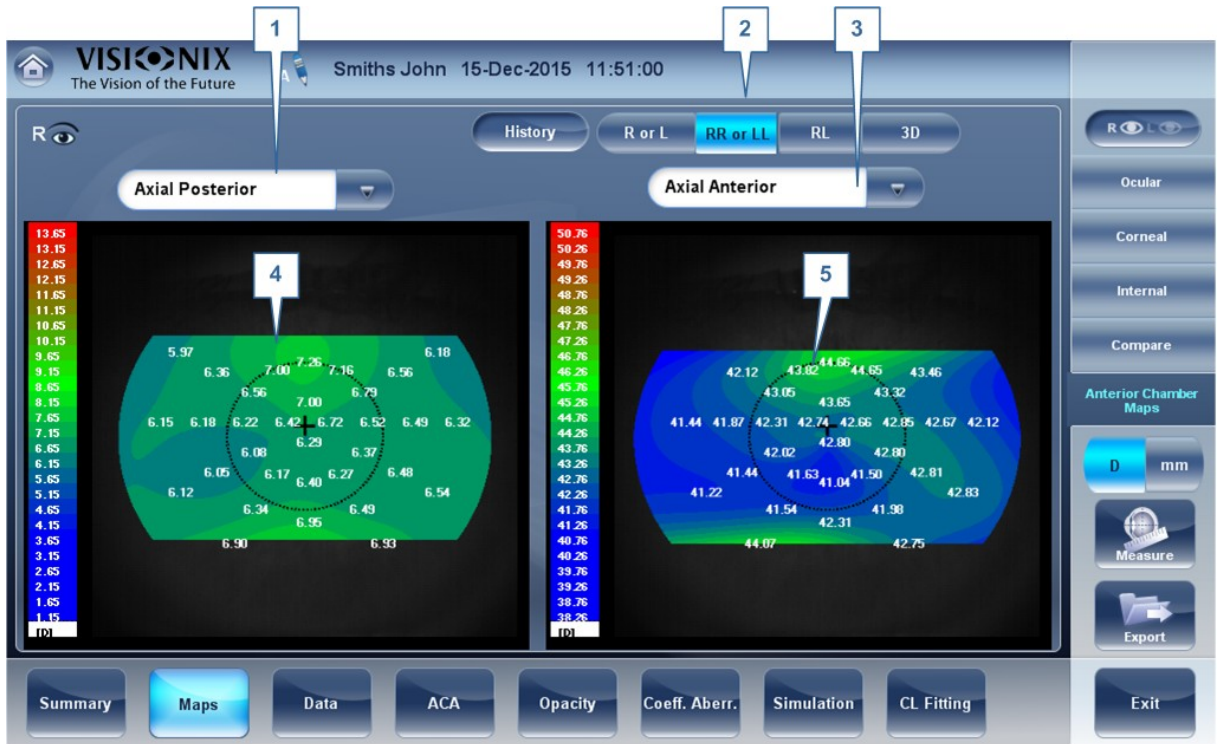 1
2
3
VISIONIX
The Vision of the Future
A
Smiths John 15-Dec-2015 11:51:00
R
History
R or L
RR or LL
RL
3D
R L
Axial Posterior
Axial Anterior
Ocular
Corneal
Internal
Compare
Anterior Chamber
Maps
D
mm
Measure
Export
13.65
13.15
12.65
12.15
11.65
11.15
10.65
10.15
9.65
9.15
8.65
8.15
7.65
7.15
6.65
6.15
5.65
5.15
4.65
4.15
3.65
3.15
2.65
2.15
1.65
1.15
[D]
4
5.97 6.18
7.26
6.36 7.00 7.16 6.56
6.56 6.79
7.00
6.15 6.18 6.22 6.42 6.72 6.52 6.49 6.32
6.29
6.08 6.37
6.05 6.17 6.27 6.48
6.40
6.12 6.54
6.34 6.49
6.95
6.90 6.93
50.76
50.26
49.76
49.26
48.76
48.26
47.76
47.26
46.76
46.26
45.76
45.26
44.76
44.26
43.76
43.26
42.76
42.26
41.76
41.26
40.76
40.26
39.76
39.26
38.76
38.26
[D]
5
44.66
42.12 43.82 44.65 43.46
43.05 43.32
43.65
41.44 41.87 42.31 42.74 42.66 42.85 42.67 42.12
42.80
42.02 42.80
41.44 41.63 41.50 42.81
41.04
41.22 42.83
41.54 41.98
42.31
44.07 42.75
Summary
Maps
Data
ACA
Opacity
Coeff. Aberr.
Simulation
CL Fitting
Exit